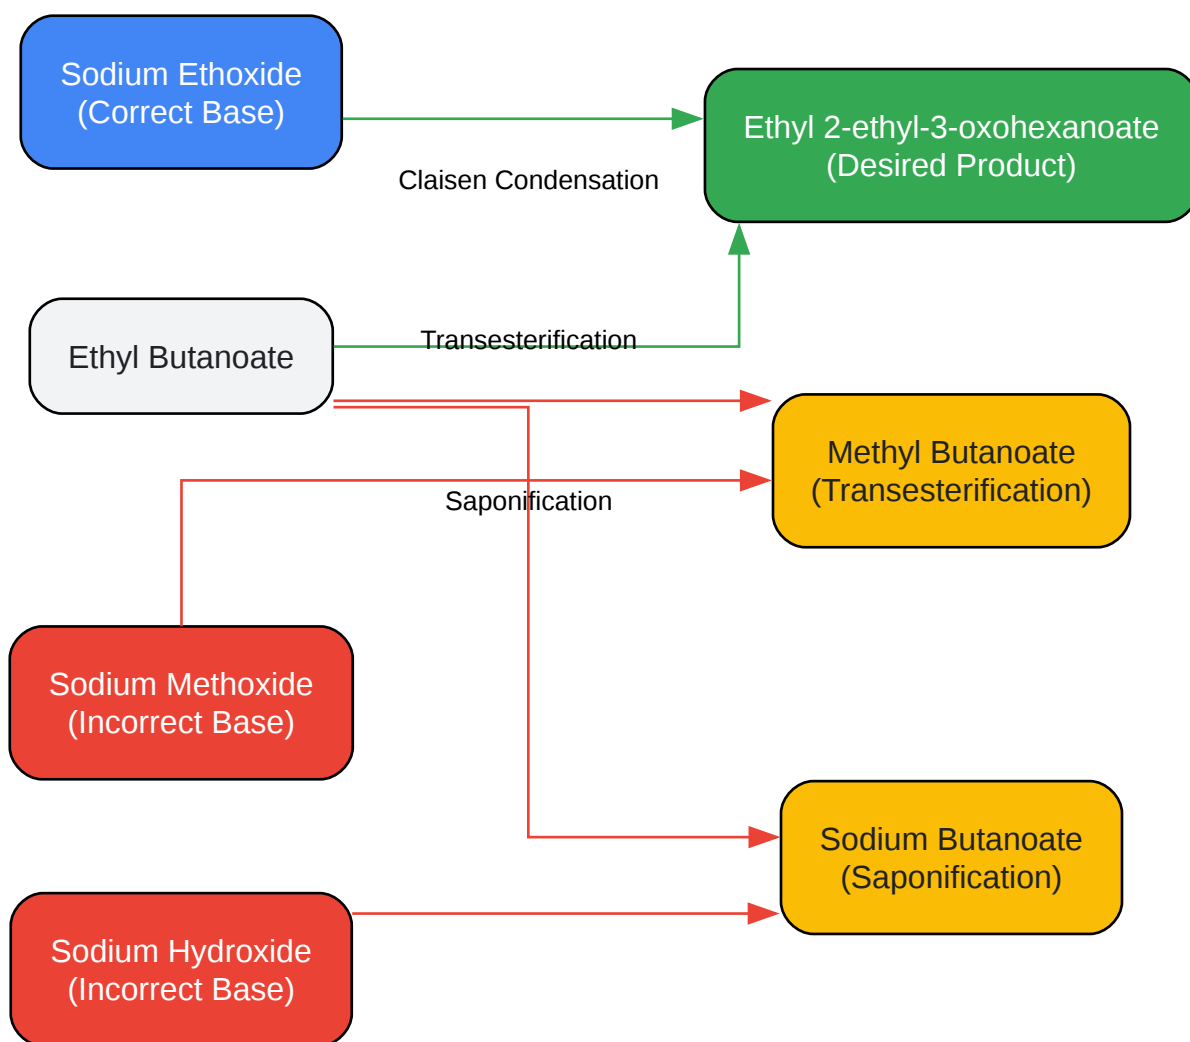 Sodium Ethoxide
(Correct Base)
Ethyl 2-ethyl-3-oxohexanoate
(Desired Product)
Claisen Condensation
Ethyl Butanoate
Transesterification
Methyl Butanoate
(Transesterification)
Saponification
Sodium Methoxide
(Incorrect Base)
Sodium Butanoate
(Saponification)
Sodium Hydroxide
(Incorrect Base)